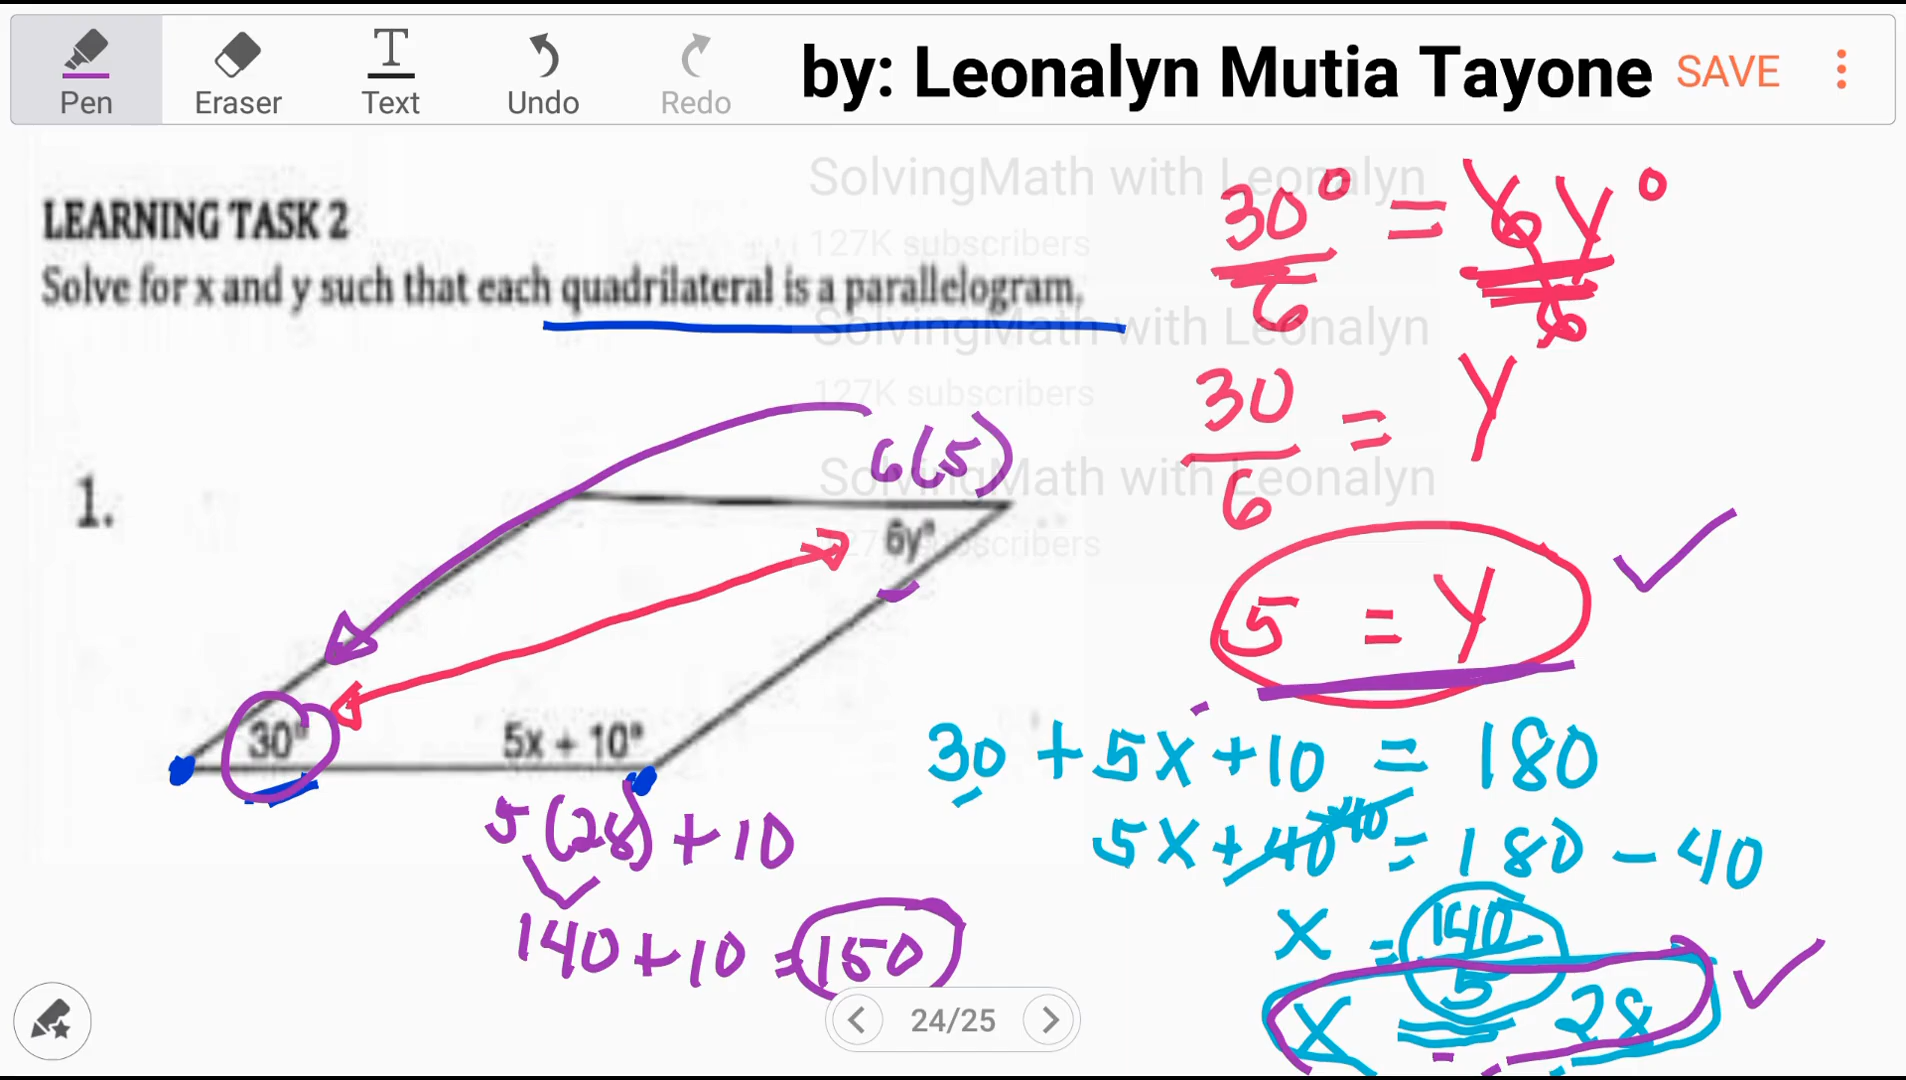 Pen Eraser Text Undo Redo by: Leonalyn Mutia Tayone SAVE
SolvingMath with Leonalyn
127K subscribers
LEARNING TASK 2
Solve for x and y such that each quadrilateral is a parallelogram.
SolvingMath with Leonalyn
127K subscribers
30° = 6y°
6 6
30 = y
6
SolvingMath with Leonalyn
127K subscribers
1.
6(5)
6y°
30°
5x + 10°
5 = y
5(28) + 10
140 + 10 = 150
30 + 5x + 10 = 180
5x + 40 -40 = 180 - 40
x = 140
5
x = 28
24/25